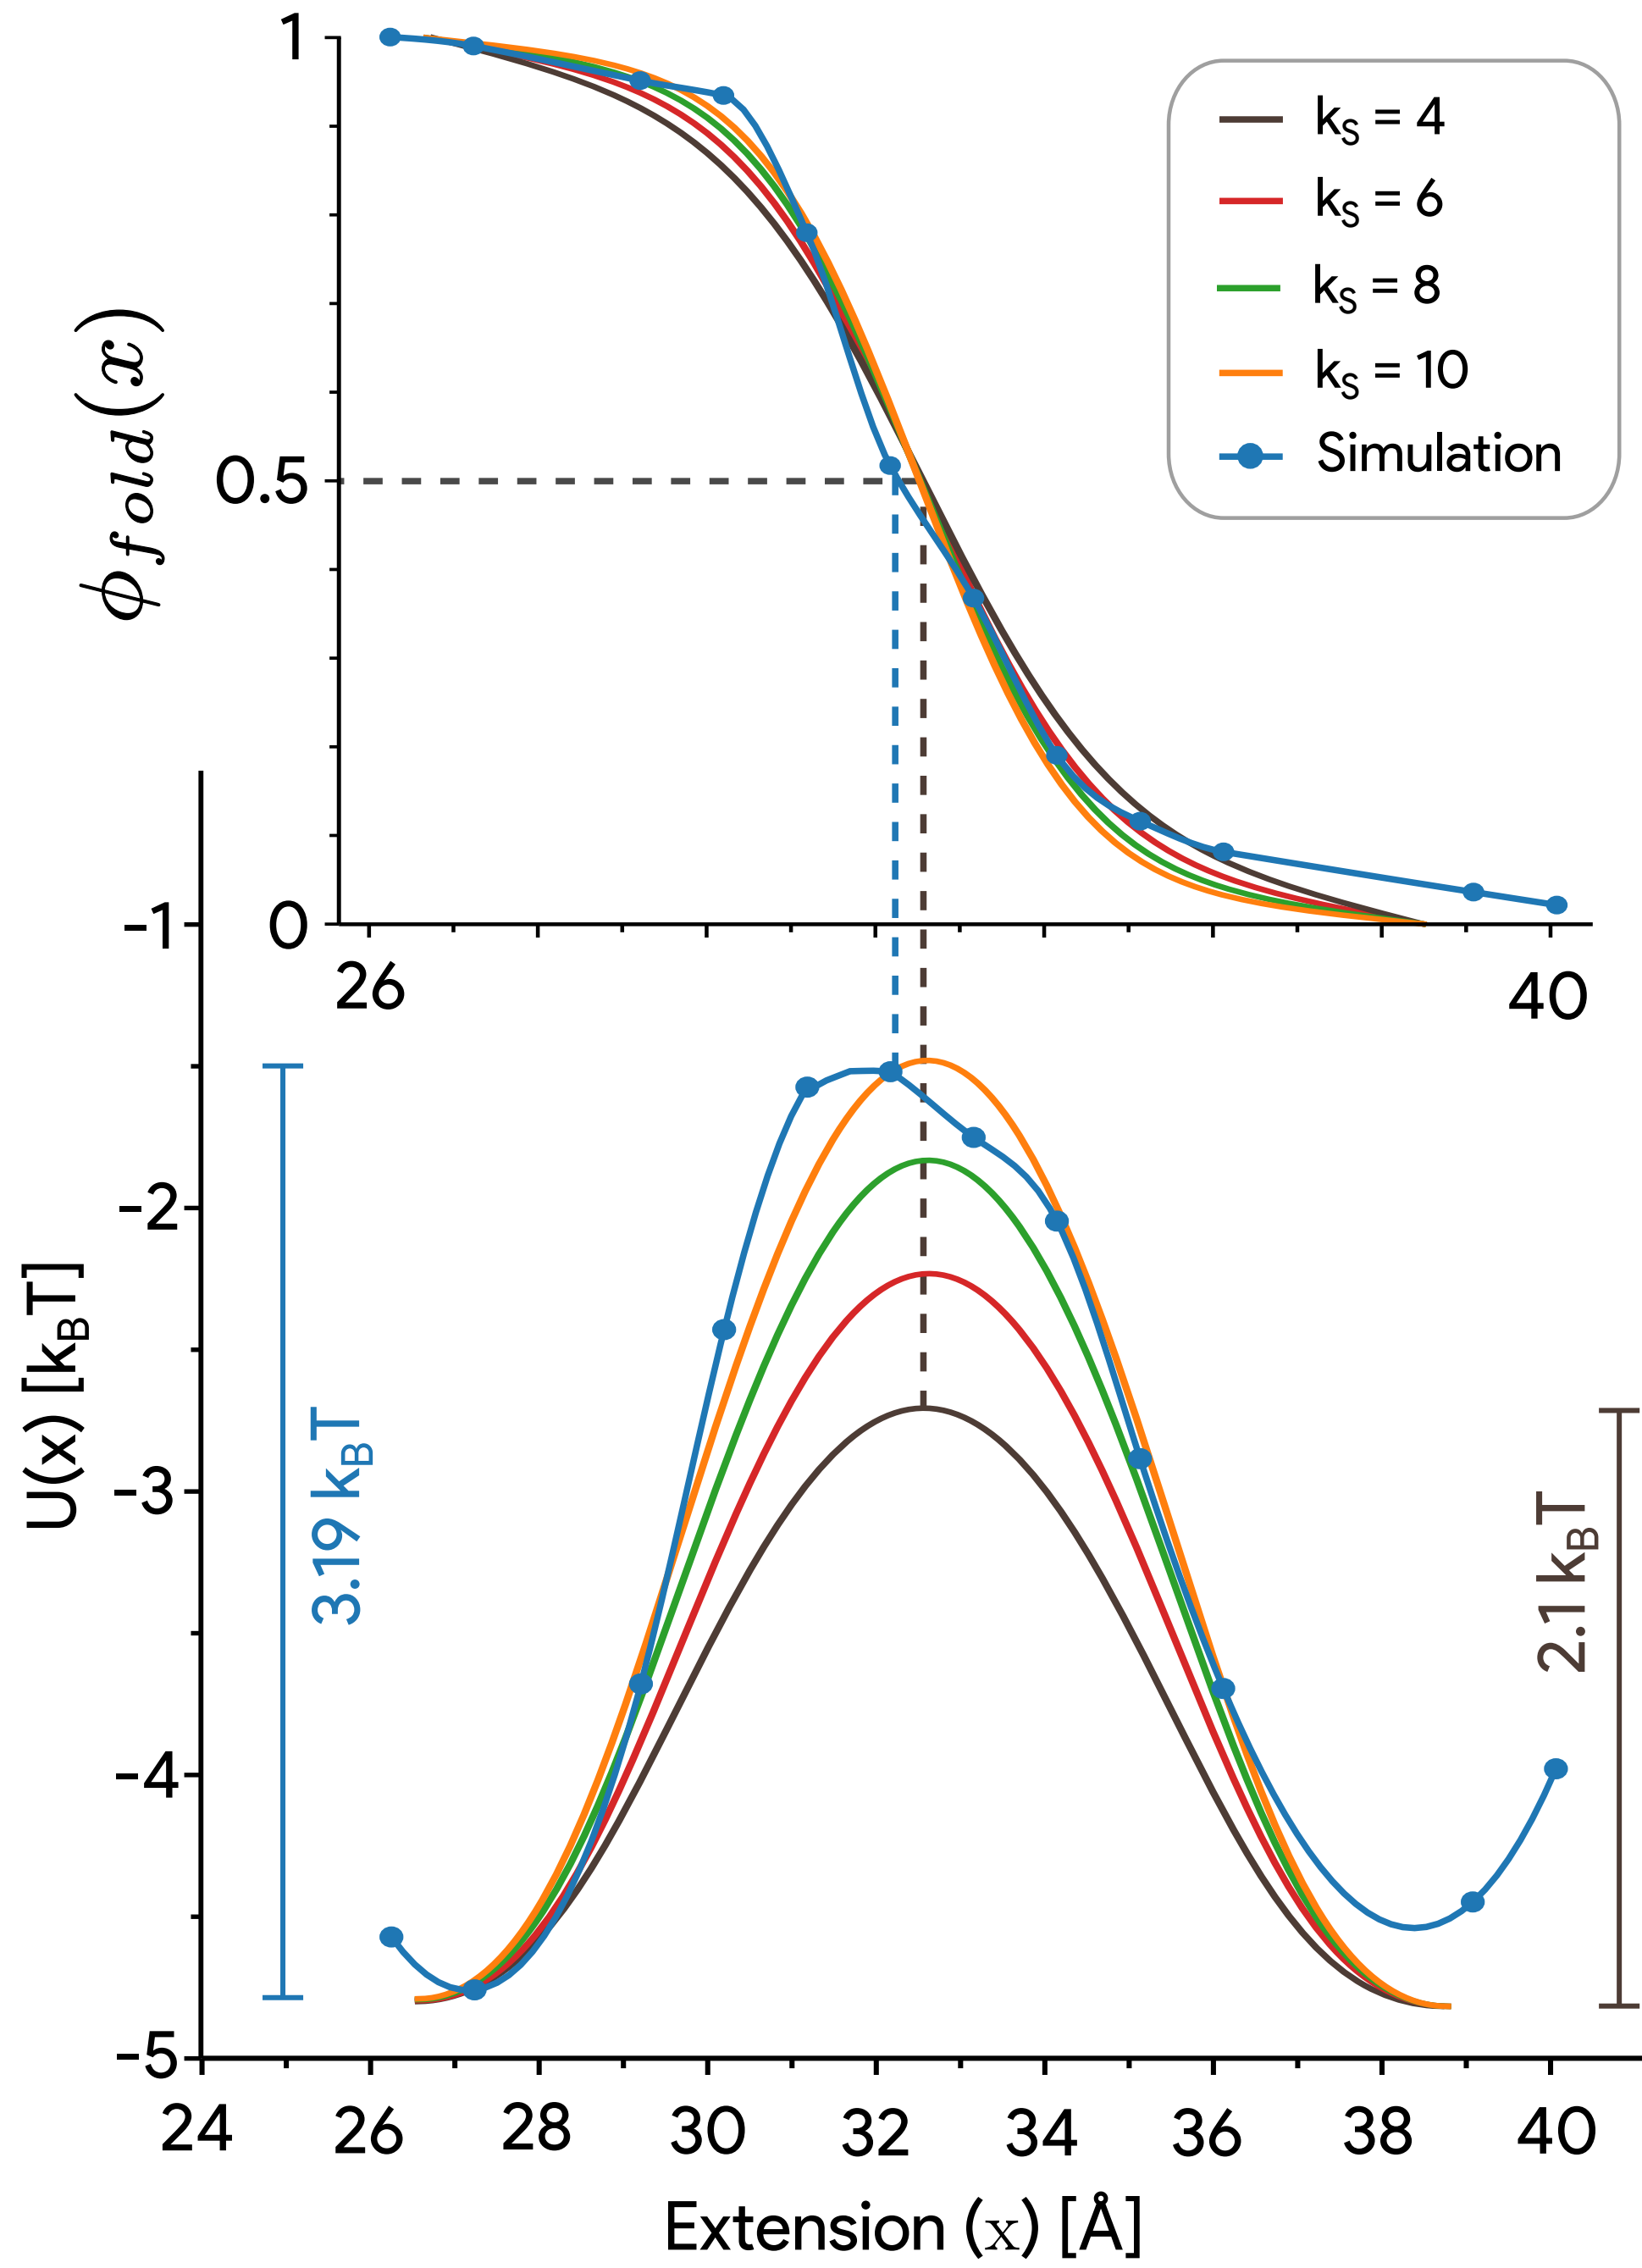 1
0.5
0
ϕ_fold(x)
k_S = 4
k_S = 6
k_S = 8
k_S = 10
Simulation
26
40
-1
-2
-3
-4
-5
U(x) [k_BT]
3.19 k_BT
2.1 k_BT
24 26 28 30 32 34 36 38 40
Extension (x) [Å]